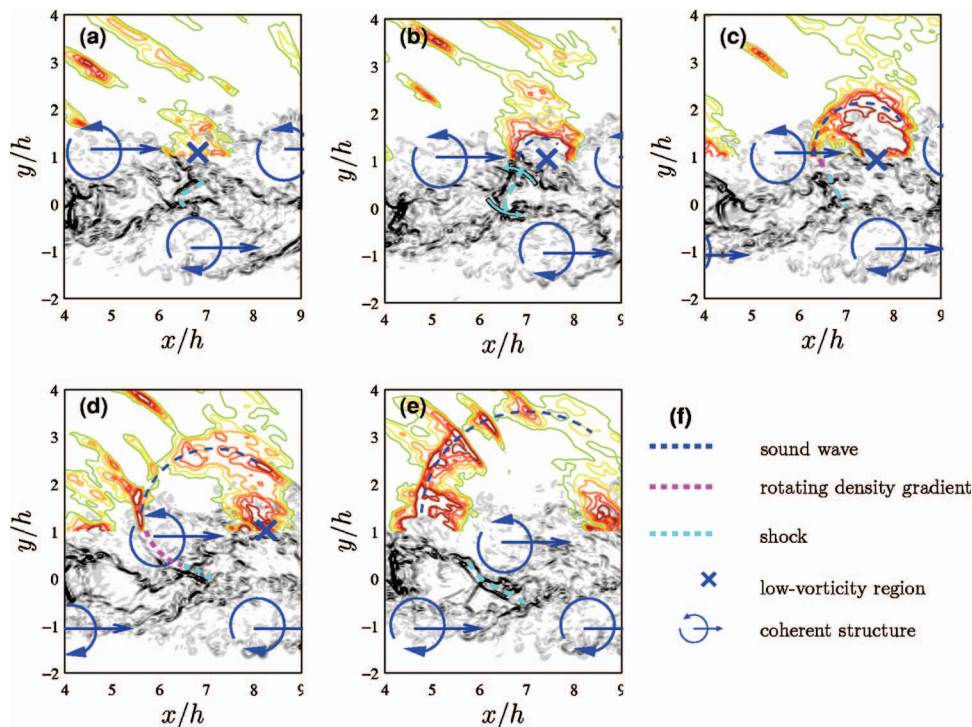 (a)
4
3
2
1
0
−1
−2
y/h
4 5 6 7 8 9
x/h
(b)
4
3
2
1
0
−1
−2
y/h
4 5 6 7 8 9
x/h
(c)
4
3
2
1
0
−1
−2
y/h
4 5 6 7 8 9
x/h
(d)
4
3
2
1
0
−1
−2
y/h
4 5 6 7 8 9
x/h
(e)
4
3
2
1
0
−1
−2
y/h
4 5 6 7 8 9
x/h
(f)
sound wave
rotating density gradient
shock
low-vorticity region
coherent structure